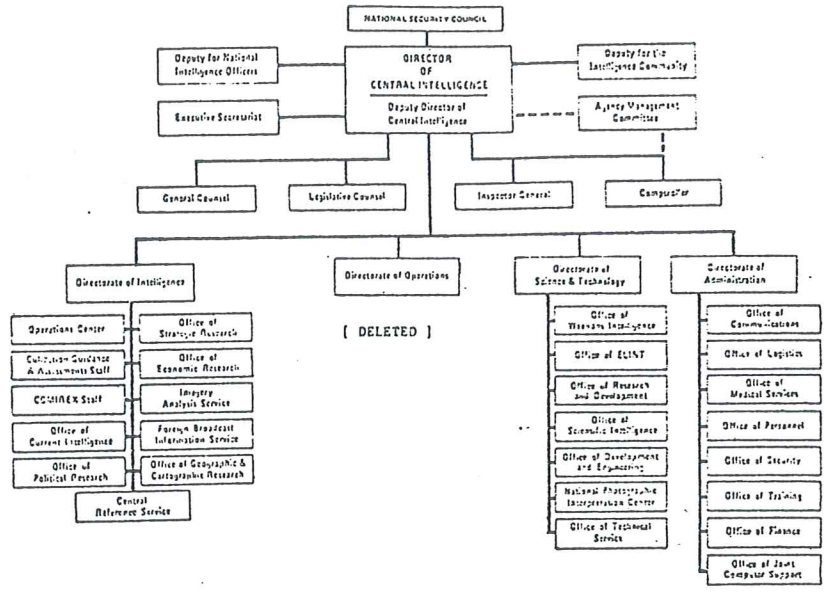 NATIONAL SECURITY COUNCIL
Deputy for National
Intelligence Officers
DIRECTOR
OF
CENTRAL INTELLIGENCE
Deputy Director of
Central Intelligence
Deputy for the
Intelligence Community
Executive Secretariat
Agency Management
Committee
General Counsel
Legislative Counsel
Inspector General
Comptroller
Directorate of Intelligence
Directorate of Operations
Directorate of
Science & Technology
Directorate of
Administration
[ DELETED ]
Operations Center
Office of
Strategic Research
Collection Guidance
& Assessments Staff
Office of
Economic Research
COMIREX Staff
Imagery
Analysis Service
Office of
Current Intelligence
Foreign Broadcast
Information Service
Office of
Political Research
Office of Geographic &
Cartographic Research
Central
Reference Service
Office of
Weapons Intelligence
Office of ELINT
Office of Research
and Development
Office of
Scientific Intelligence
Office of Development
and Engineering
National Photographic
Interpretation Center
Office of Technical
Service
Office of
Communications
Office of Logistics
Office of
Medical Services
Office of Personnel
Office of Security
Office of Training
Office of Finance
Office of Joint
Computer Support